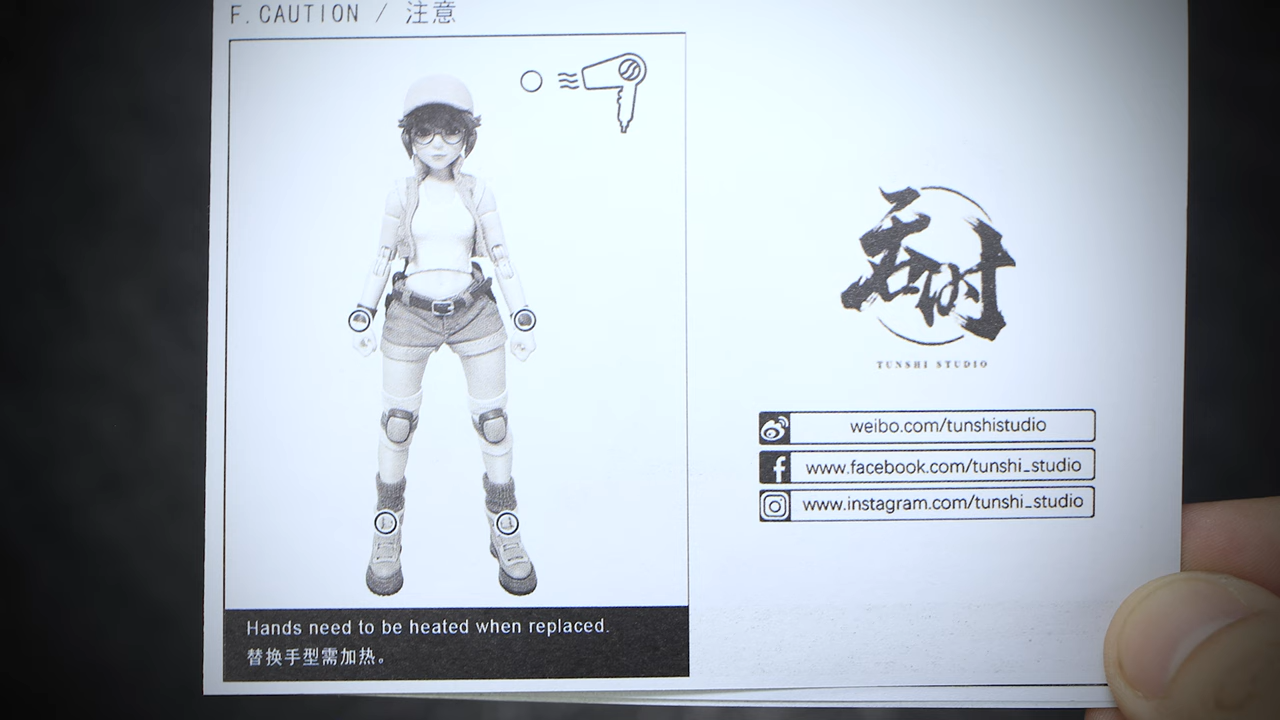 F. CAUTION / 注意
Hands need to be heated when replaced.
替换手型需加热。
吞时
TUNSHI STUDIO
weibo.com/tunshistudio
www.facebook.com/tunshi_studio
www.instagram.com/tunshi_studio